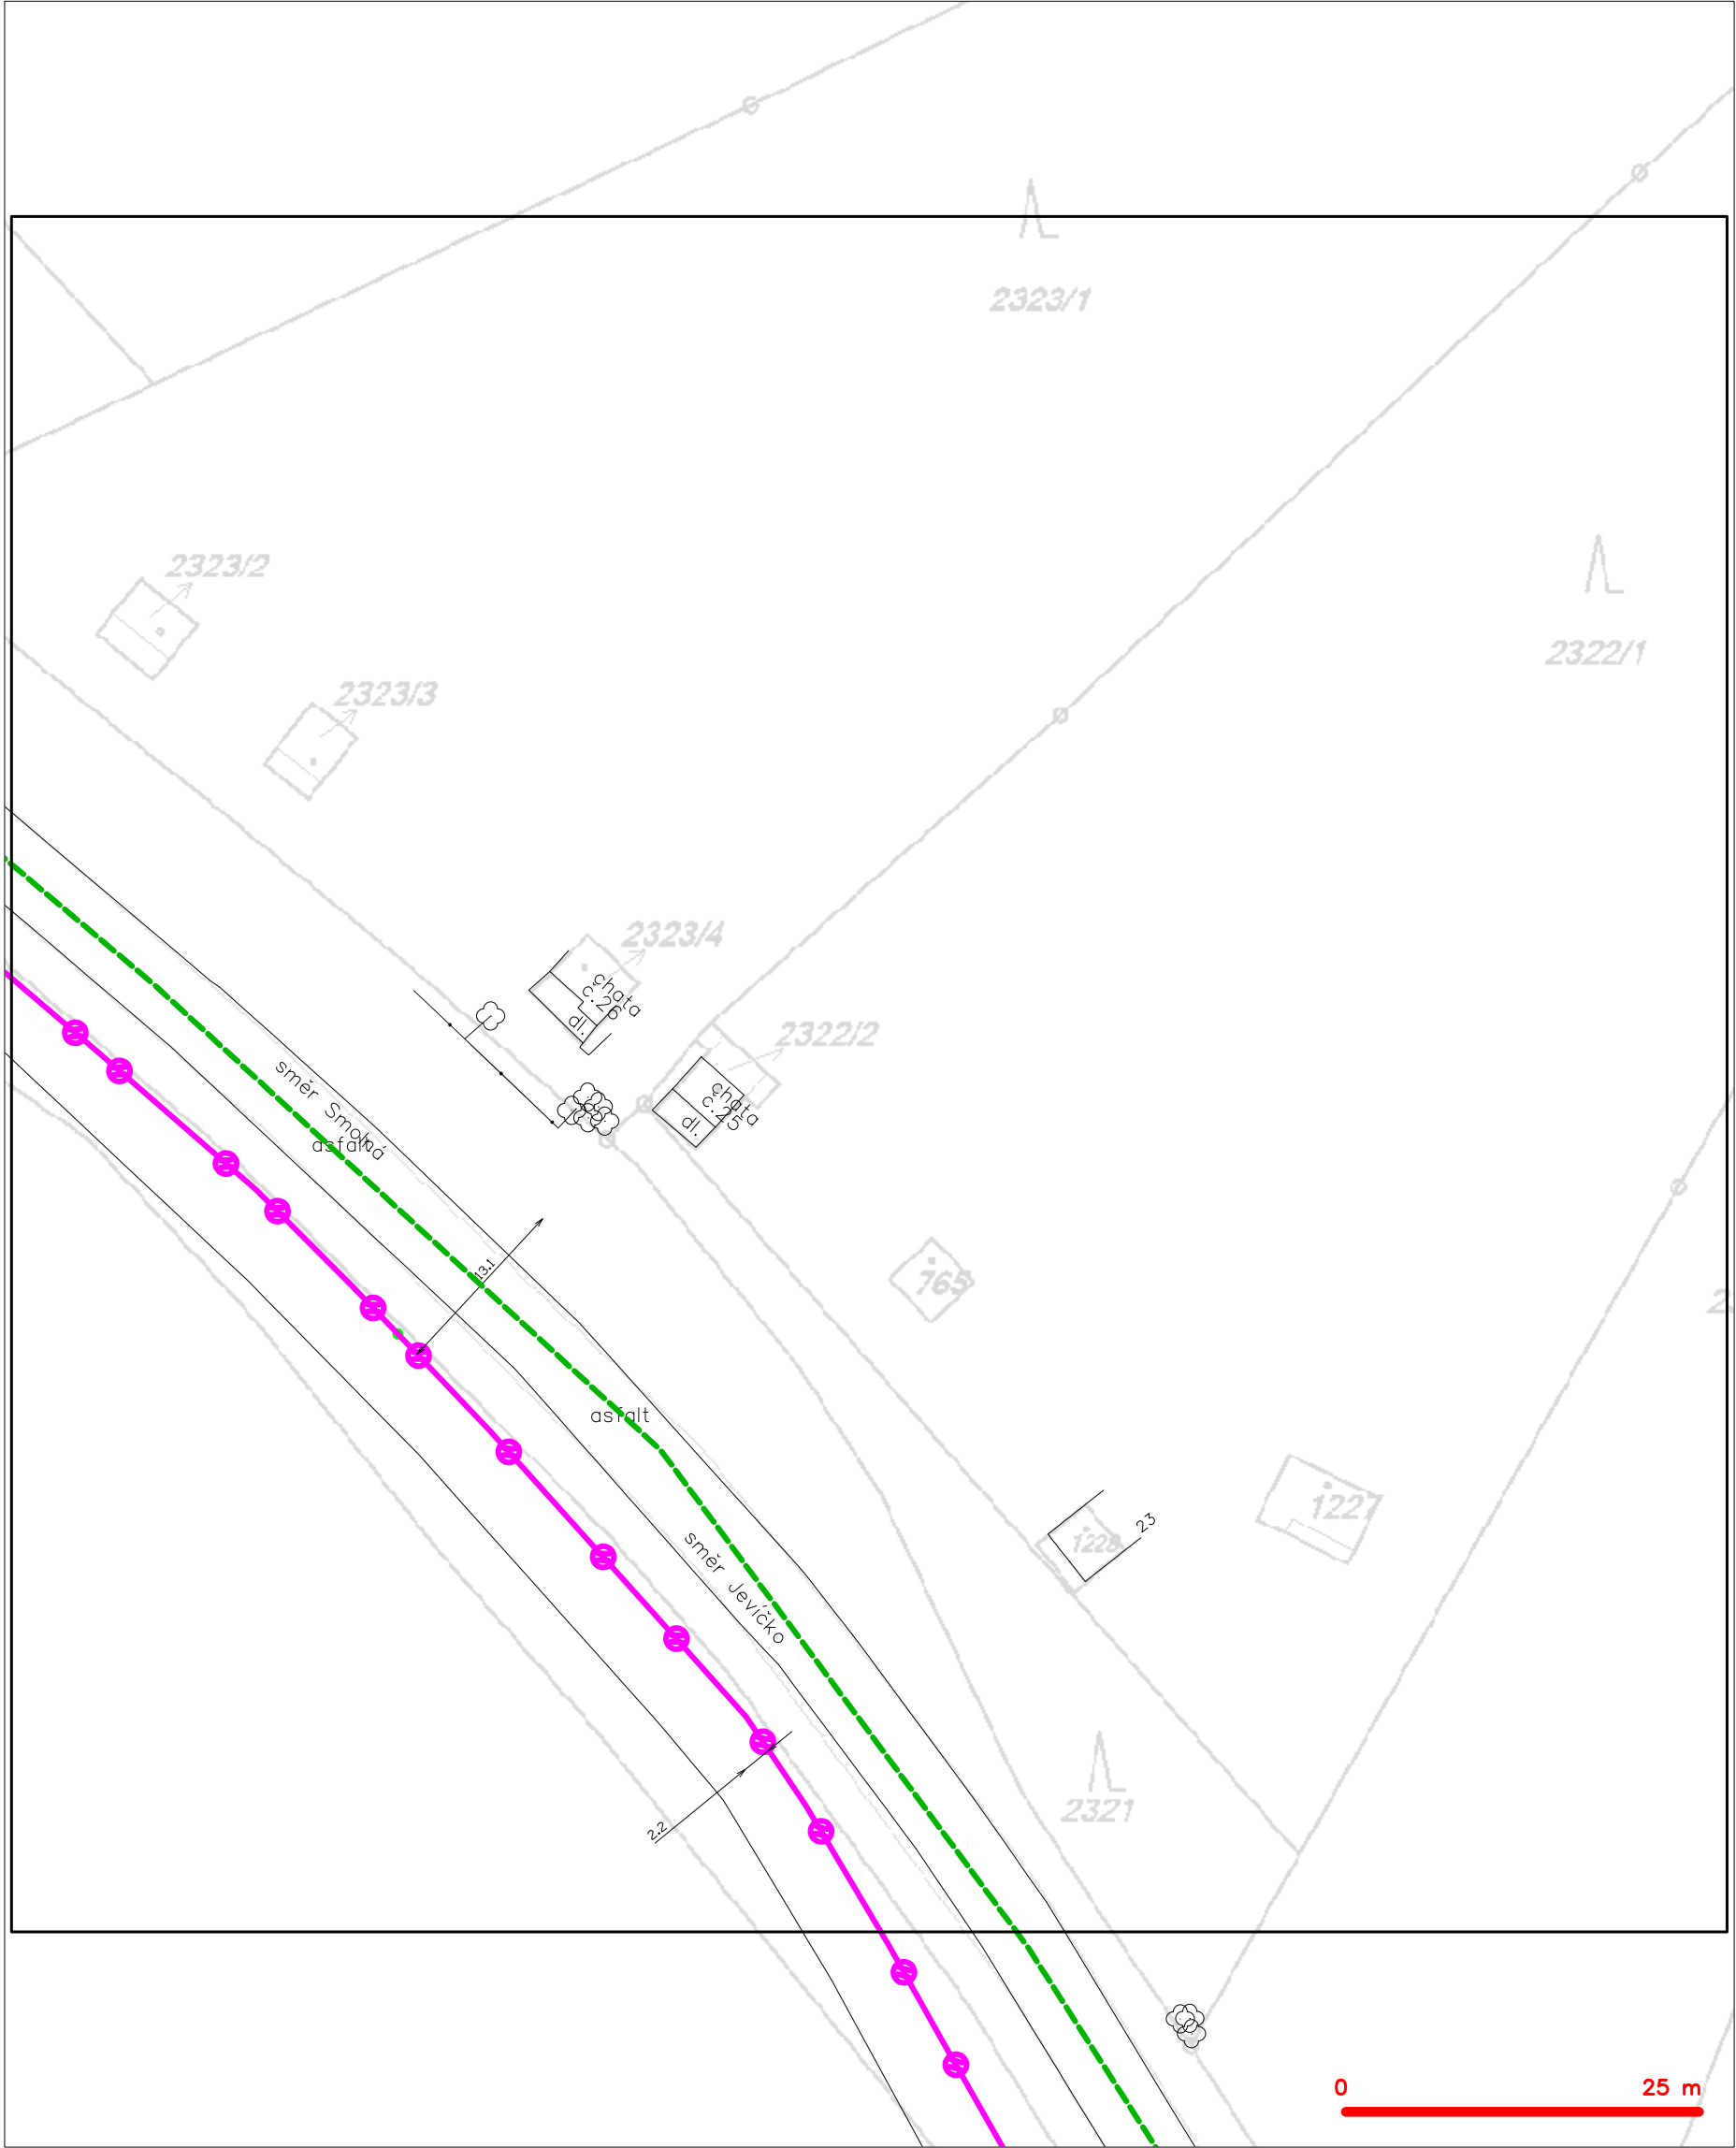 2323/1
2323/2
2322/1
2323/3
2323/4
chata
č.26
dl.
2322/2
chata
č.25
dl.
směr Smolná
asfalt
13.1
765
asfalt
1227
23
1228
směr Jevíčko
2321
2.2
0
25 m